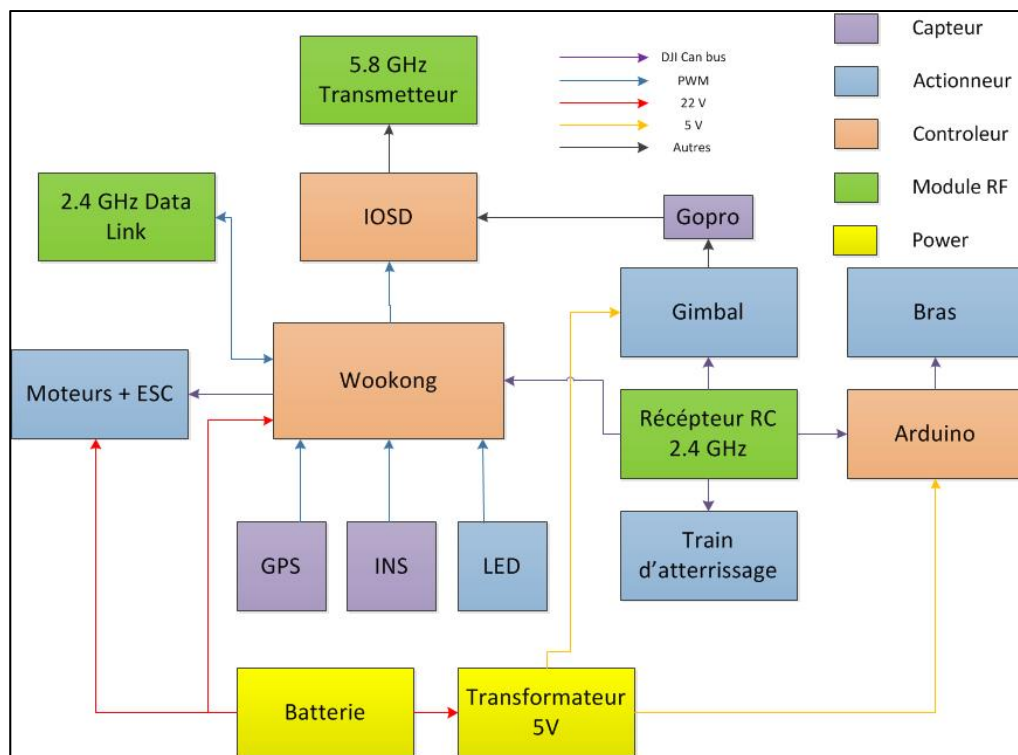 5.8 GHz
Transmetteur
DJI Can bus
PWM
22 V
5 V
Autres
Capteur
Actionneur
Controleur
Module RF
Power
2.4 GHz Data
Link
IOSD
Gopro
Gimbal
Bras
Moteurs + ESC
Wookong
Récépteur RC
2.4 GHz
Arduino
GPS
INS
LED
Train
d'atterrissage
Batterie
Transformateur
5V